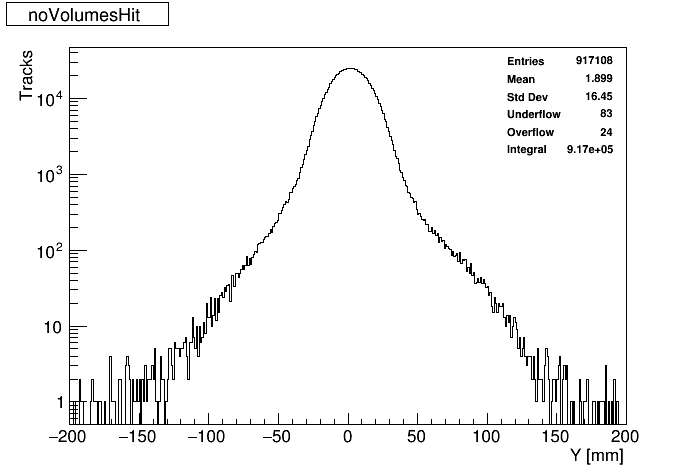 noVolumesHit
Tracks
Entries 917108
Mean 1.899
Std Dev 16.45
Underflow 83
Overflow 24
Integral 9.17e+05
10^4
10^3
10^2
10
1
−200 −150 −100 −50 0 50 100 150 200
Y [mm]